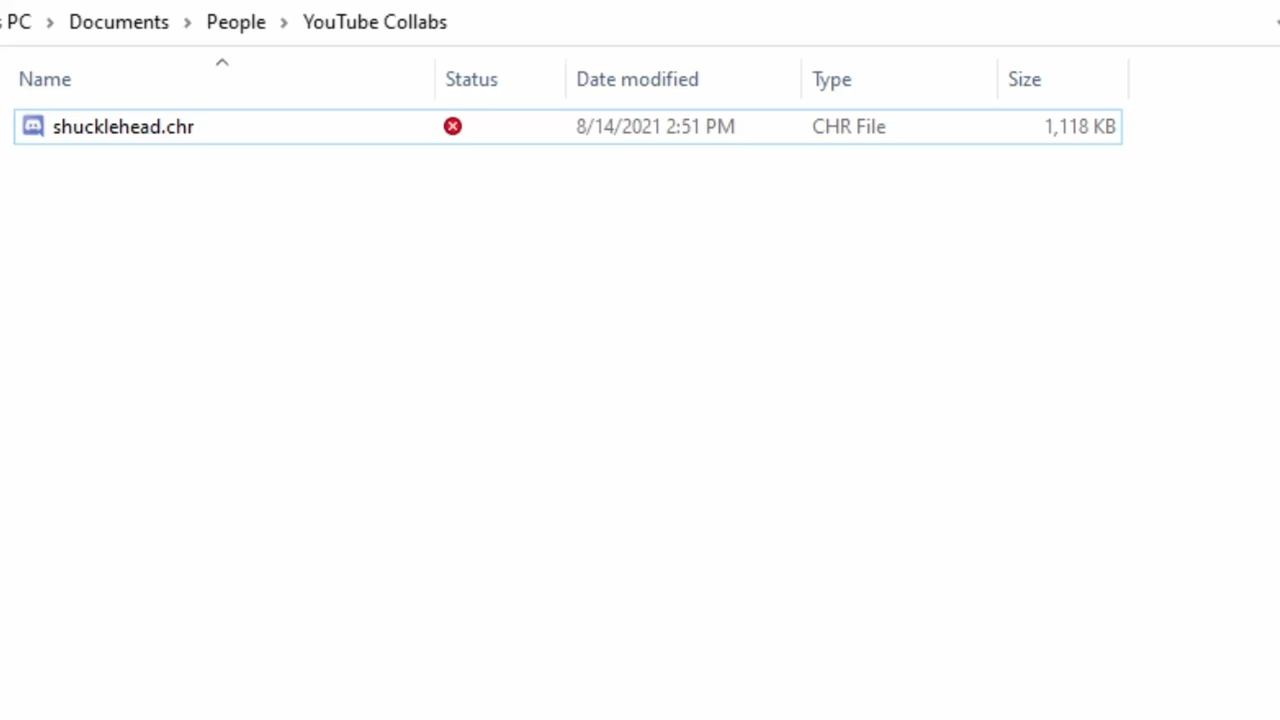 s PC > Documents > People > YouTube Collabs
Name Status Date modified Type Size
shucklehead.chr 8/14/2021 2:51 PM CHR File 1,118 KB